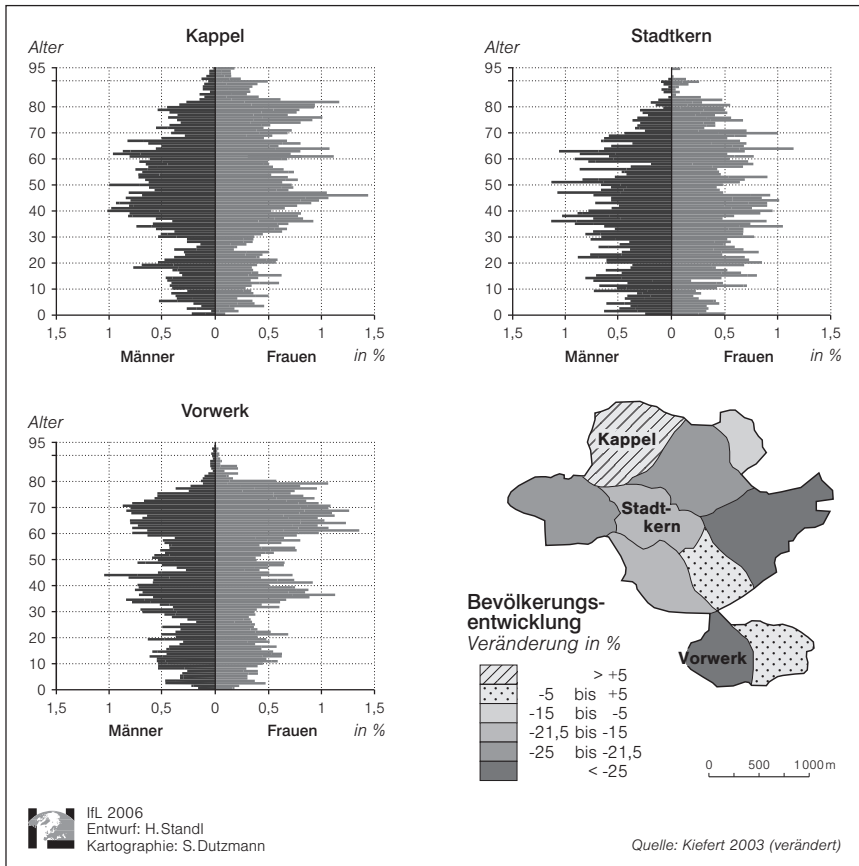 Kappel
Alter
95
80
70
60
50
40
30
20
10
0
1,5 1 0,5 0 0,5 1 1,5
Männer Frauen in %
Stadtkern
Alter
95
80
70
60
50
40
30
20
10
0
1,5 1 0,5 0 0,5 1 1,5
Männer Frauen in %
Vorwerk
Alter
95
80
70
60
50
40
30
20
10
0
1,5 1 0,5 0 0,5 1 1,5
Männer Frauen in %
Kappel
Stadt-
kern
Vorwerk
Bevölkerungs-
entwicklung
Veränderung in %
> +5
-5 bis +5
-15 bis -5
-21,5 bis -15
-25 bis -21,5
< -25
0 500 1000m
IfL 2006
Entwurf: H.Standl
Kartographie: S.Dutzmann
Quelle: Kiefert 2003 (verändert)